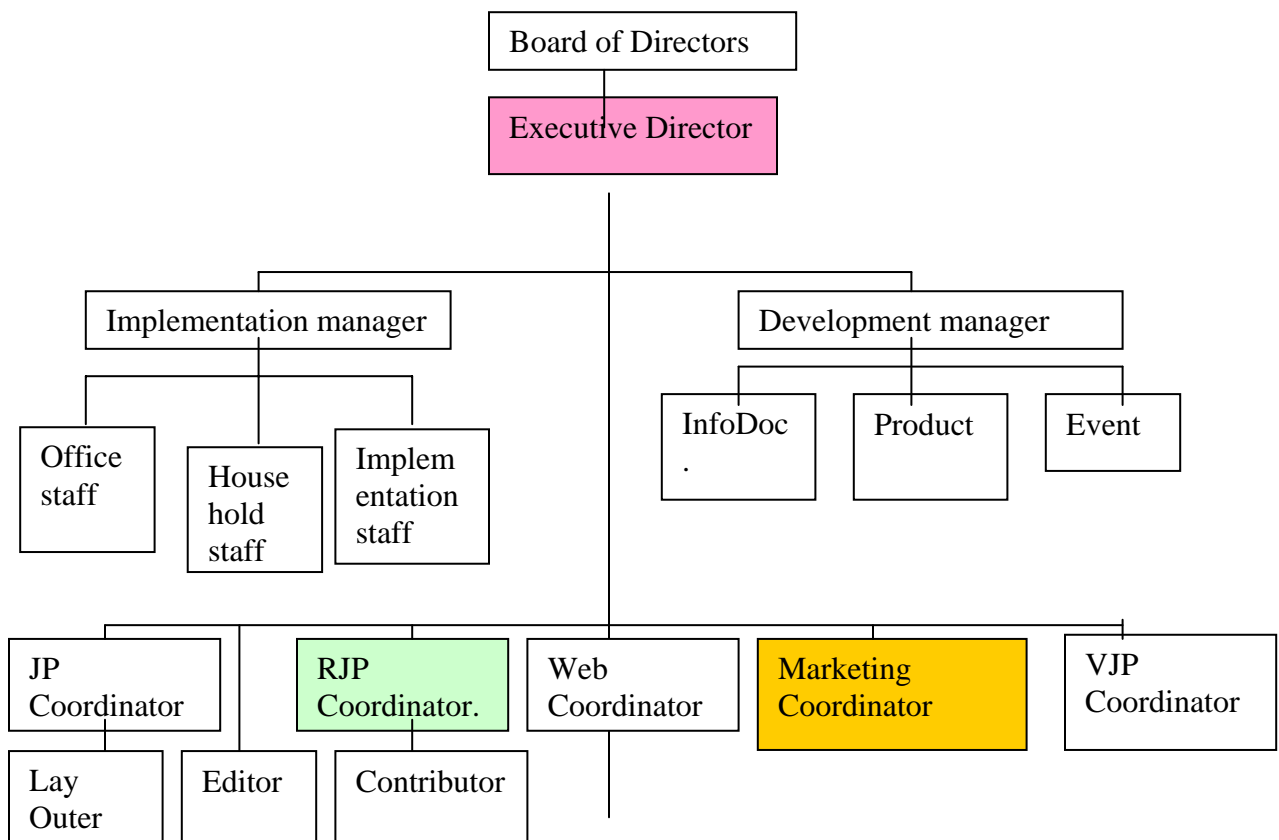 Board of Directors
Executive Director
Implementation manager
Development manager
Office
staff
House
hold
staff
Implem
entation
staff
InfoDoc
.
Product
Event
JP
Coordinator
RJP
Coordinator.
Web
Coordinator
Marketing
Coordinator
VJP
Coordinator
Lay
Outer
Editor
Contributor